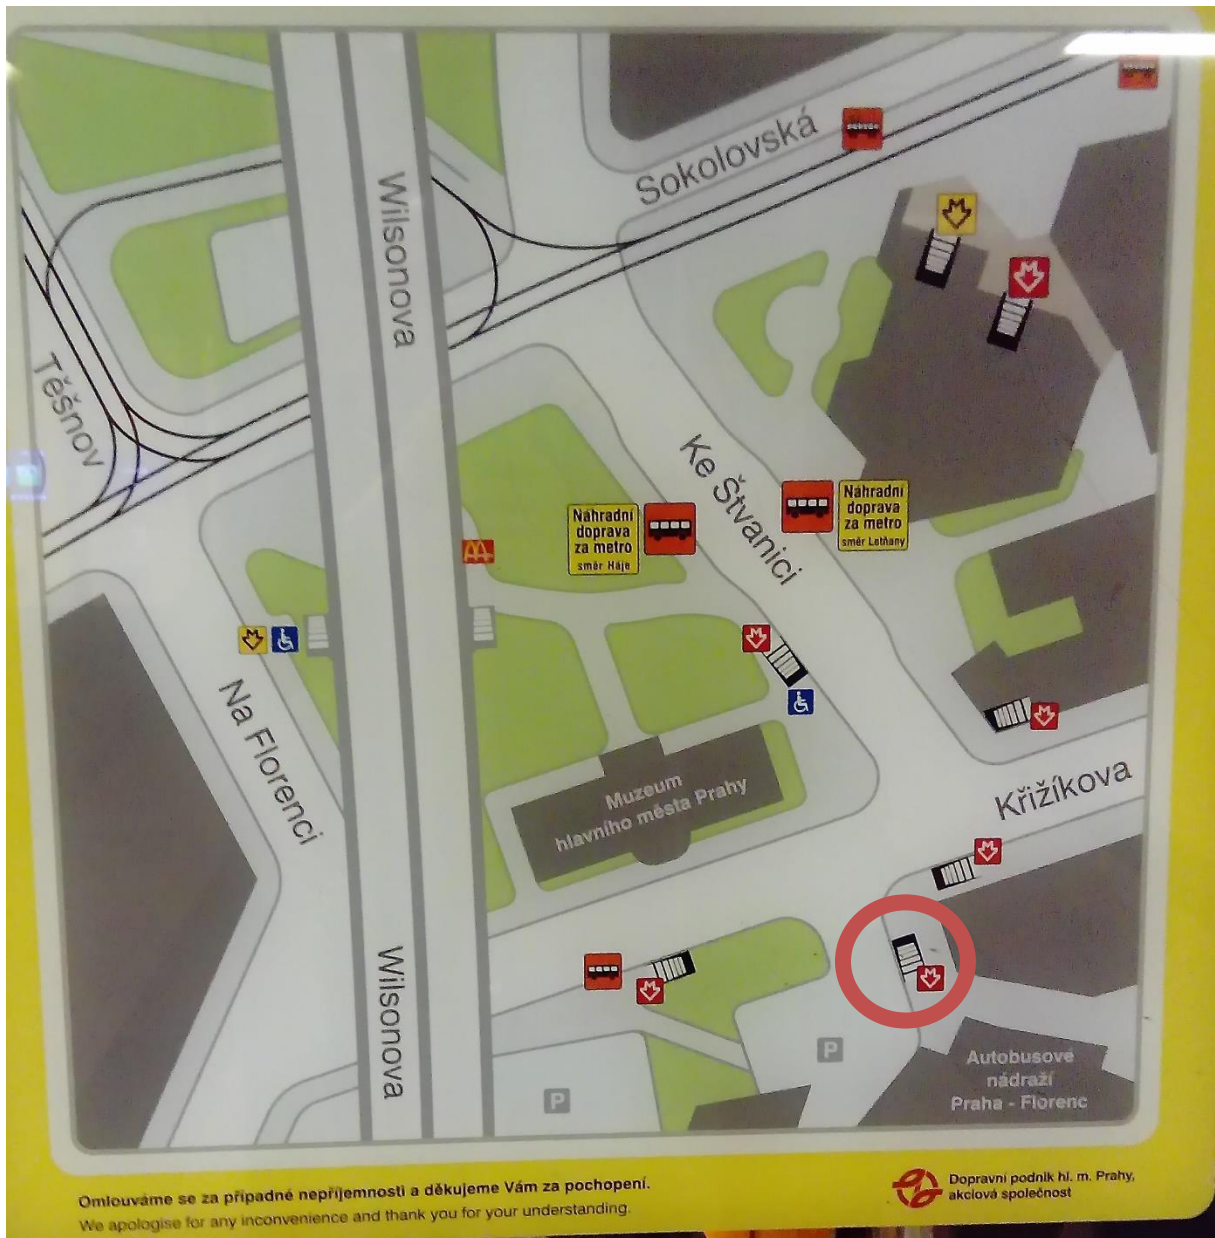 Sokolovská
Wilsonova
Těšnov
Ke Štvanici
Náhradní
doprava
za metro
směr Háje
Náhradní
doprava
za metro
směr Letňany
Na Florenci
Muzeum
hlavního města Prahy
Křižíkova
Wilsonova
P
P
Autobusové
nádraží
Praha - Florenc
Omlouváme se za případné nepříjemnosti a děkujeme Vám za pochopení.
We apologise for any inconvenience and thank you for your understanding.
Dopravní podnik hl. m. Prahy,
akciová společnost